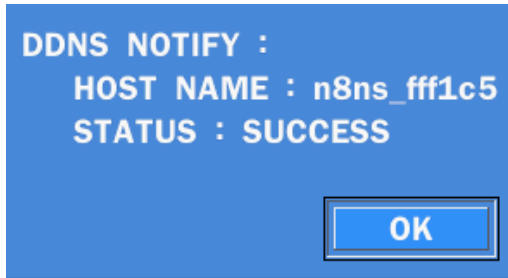 DDNS NOTIFY :
HOST NAME : n8ns_fff1c5
STATUS : SUCCESS
OK